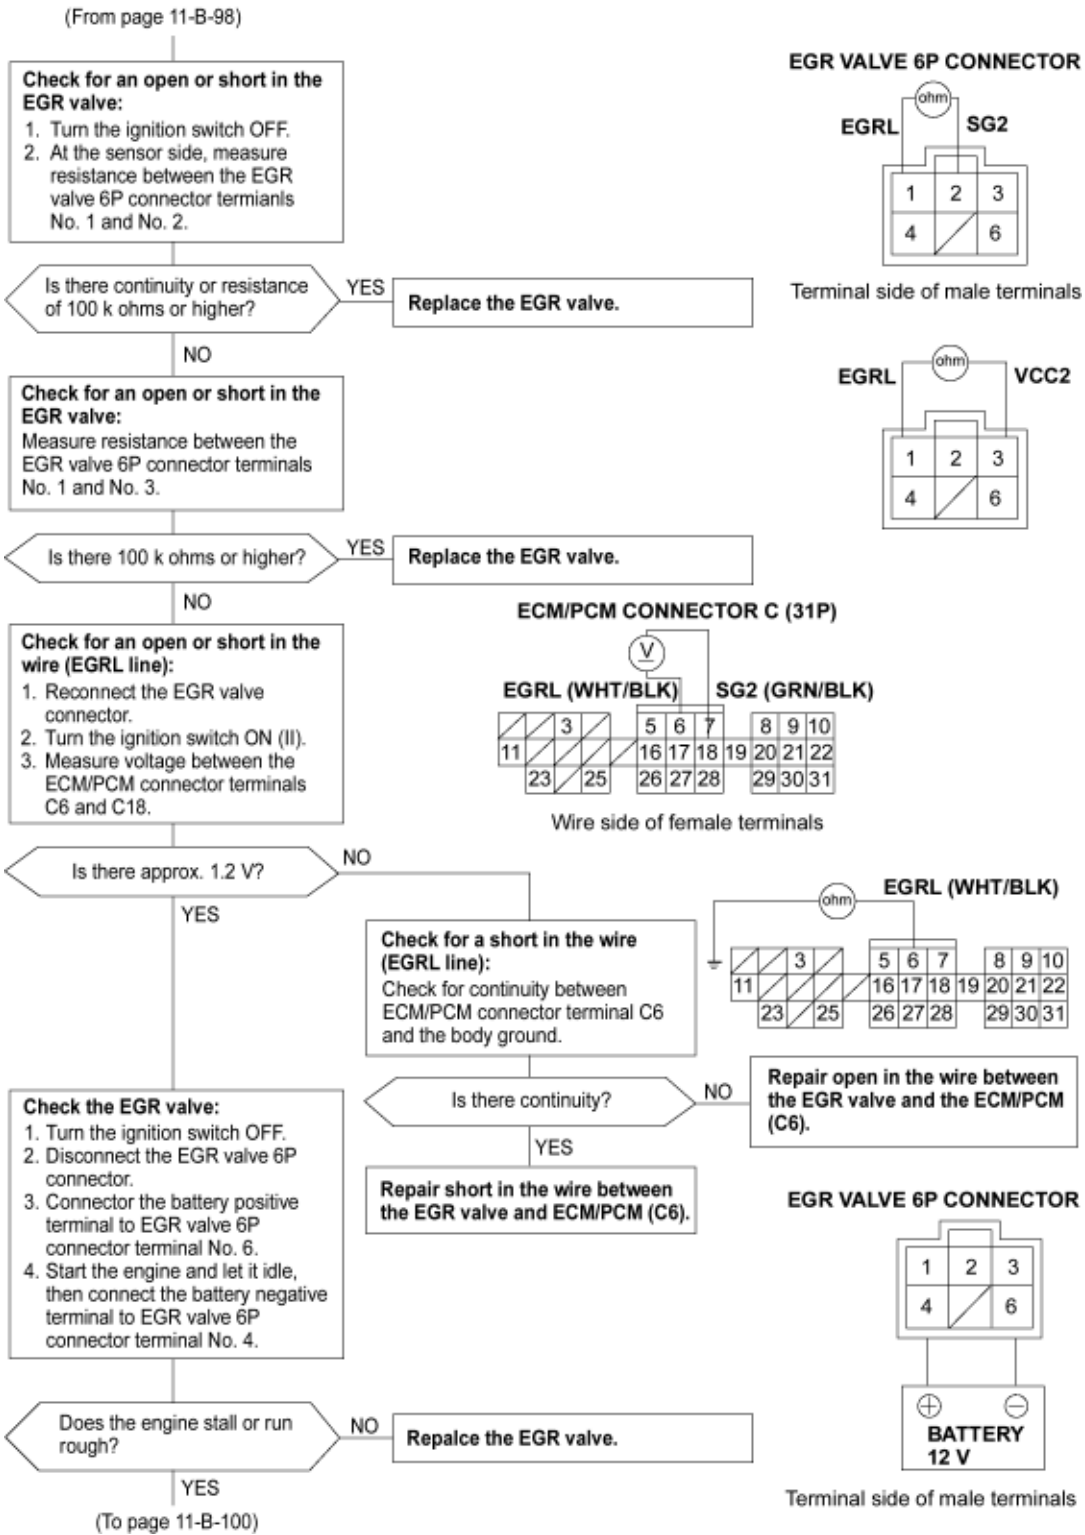 (From page 11-B-98)
Check for an open or short in the
EGR valve:
1. Turn the ignition switch OFF.
2. At the sensor side, measure
resistance between the EGR
valve 6P connector termianls
No. 1 and No. 2.
EGR VALVE 6P CONNECTOR
ohm
EGRL
SG2
1 2 3
4 6
Terminal side of male terminals
Is there continuity or resistance
of 100 k ohms or higher?
YES
Replace the EGR valve.
NO
Check for an open or short in the
EGR valve:
Measure resistance between the
EGR valve 6P connector terminals
No. 1 and No. 3.
ohm
EGRL
VCC2
1 2 3
4 6
Is there 100 k ohms or higher?
YES
Replace the EGR valve.
NO
Check for an open or short in the
wire (EGRL line):
1. Reconnect the EGR valve
connector.
2. Turn the ignition switch ON (II).
3. Measure voltage between the
ECM/PCM connector terminals
C6 and C18.
ECM/PCM CONNECTOR C (31P)
V
EGRL (WHT/BLK)
SG2 (GRN/BLK)
3 5 6 7 8 9 10
11 16 17 18 19 20 21 22
23 25 26 27 28 29 30 31
Wire side of female terminals
Is there approx. 1.2 V?
NO
YES
Check for a short in the wire
(EGRL line):
Check for continuity between
ECM/PCM connector terminal C6
and the body ground.
EGRL (WHT/BLK)
ohm
3 5 6 7 8 9 10
11 16 17 18 19 20 21 22
23 25 26 27 28 29 30 31
Is there continuity?
NO
Repair open in the wire between
the EGR valve and the ECM/PCM
(C6).
YES
Repair short in the wire between
the EGR valve and ECM/PCM (C6).
Check the EGR valve:
1. Turn the ignition switch OFF.
2. Disconnect the EGR valve 6P
connector.
3. Connector the battery positive
terminal to EGR valve 6P
connector terminal No. 6.
4. Start the engine and let it idle,
then connect the battery negative
terminal to EGR valve 6P
connector terminal No. 4.
EGR VALVE 6P CONNECTOR
1 2 3
4 6
+ −
BATTERY
12 V
Terminal side of male terminals
Does the engine stall or run
rough?
NO
Repalce the EGR valve.
YES
(To page 11-B-100)